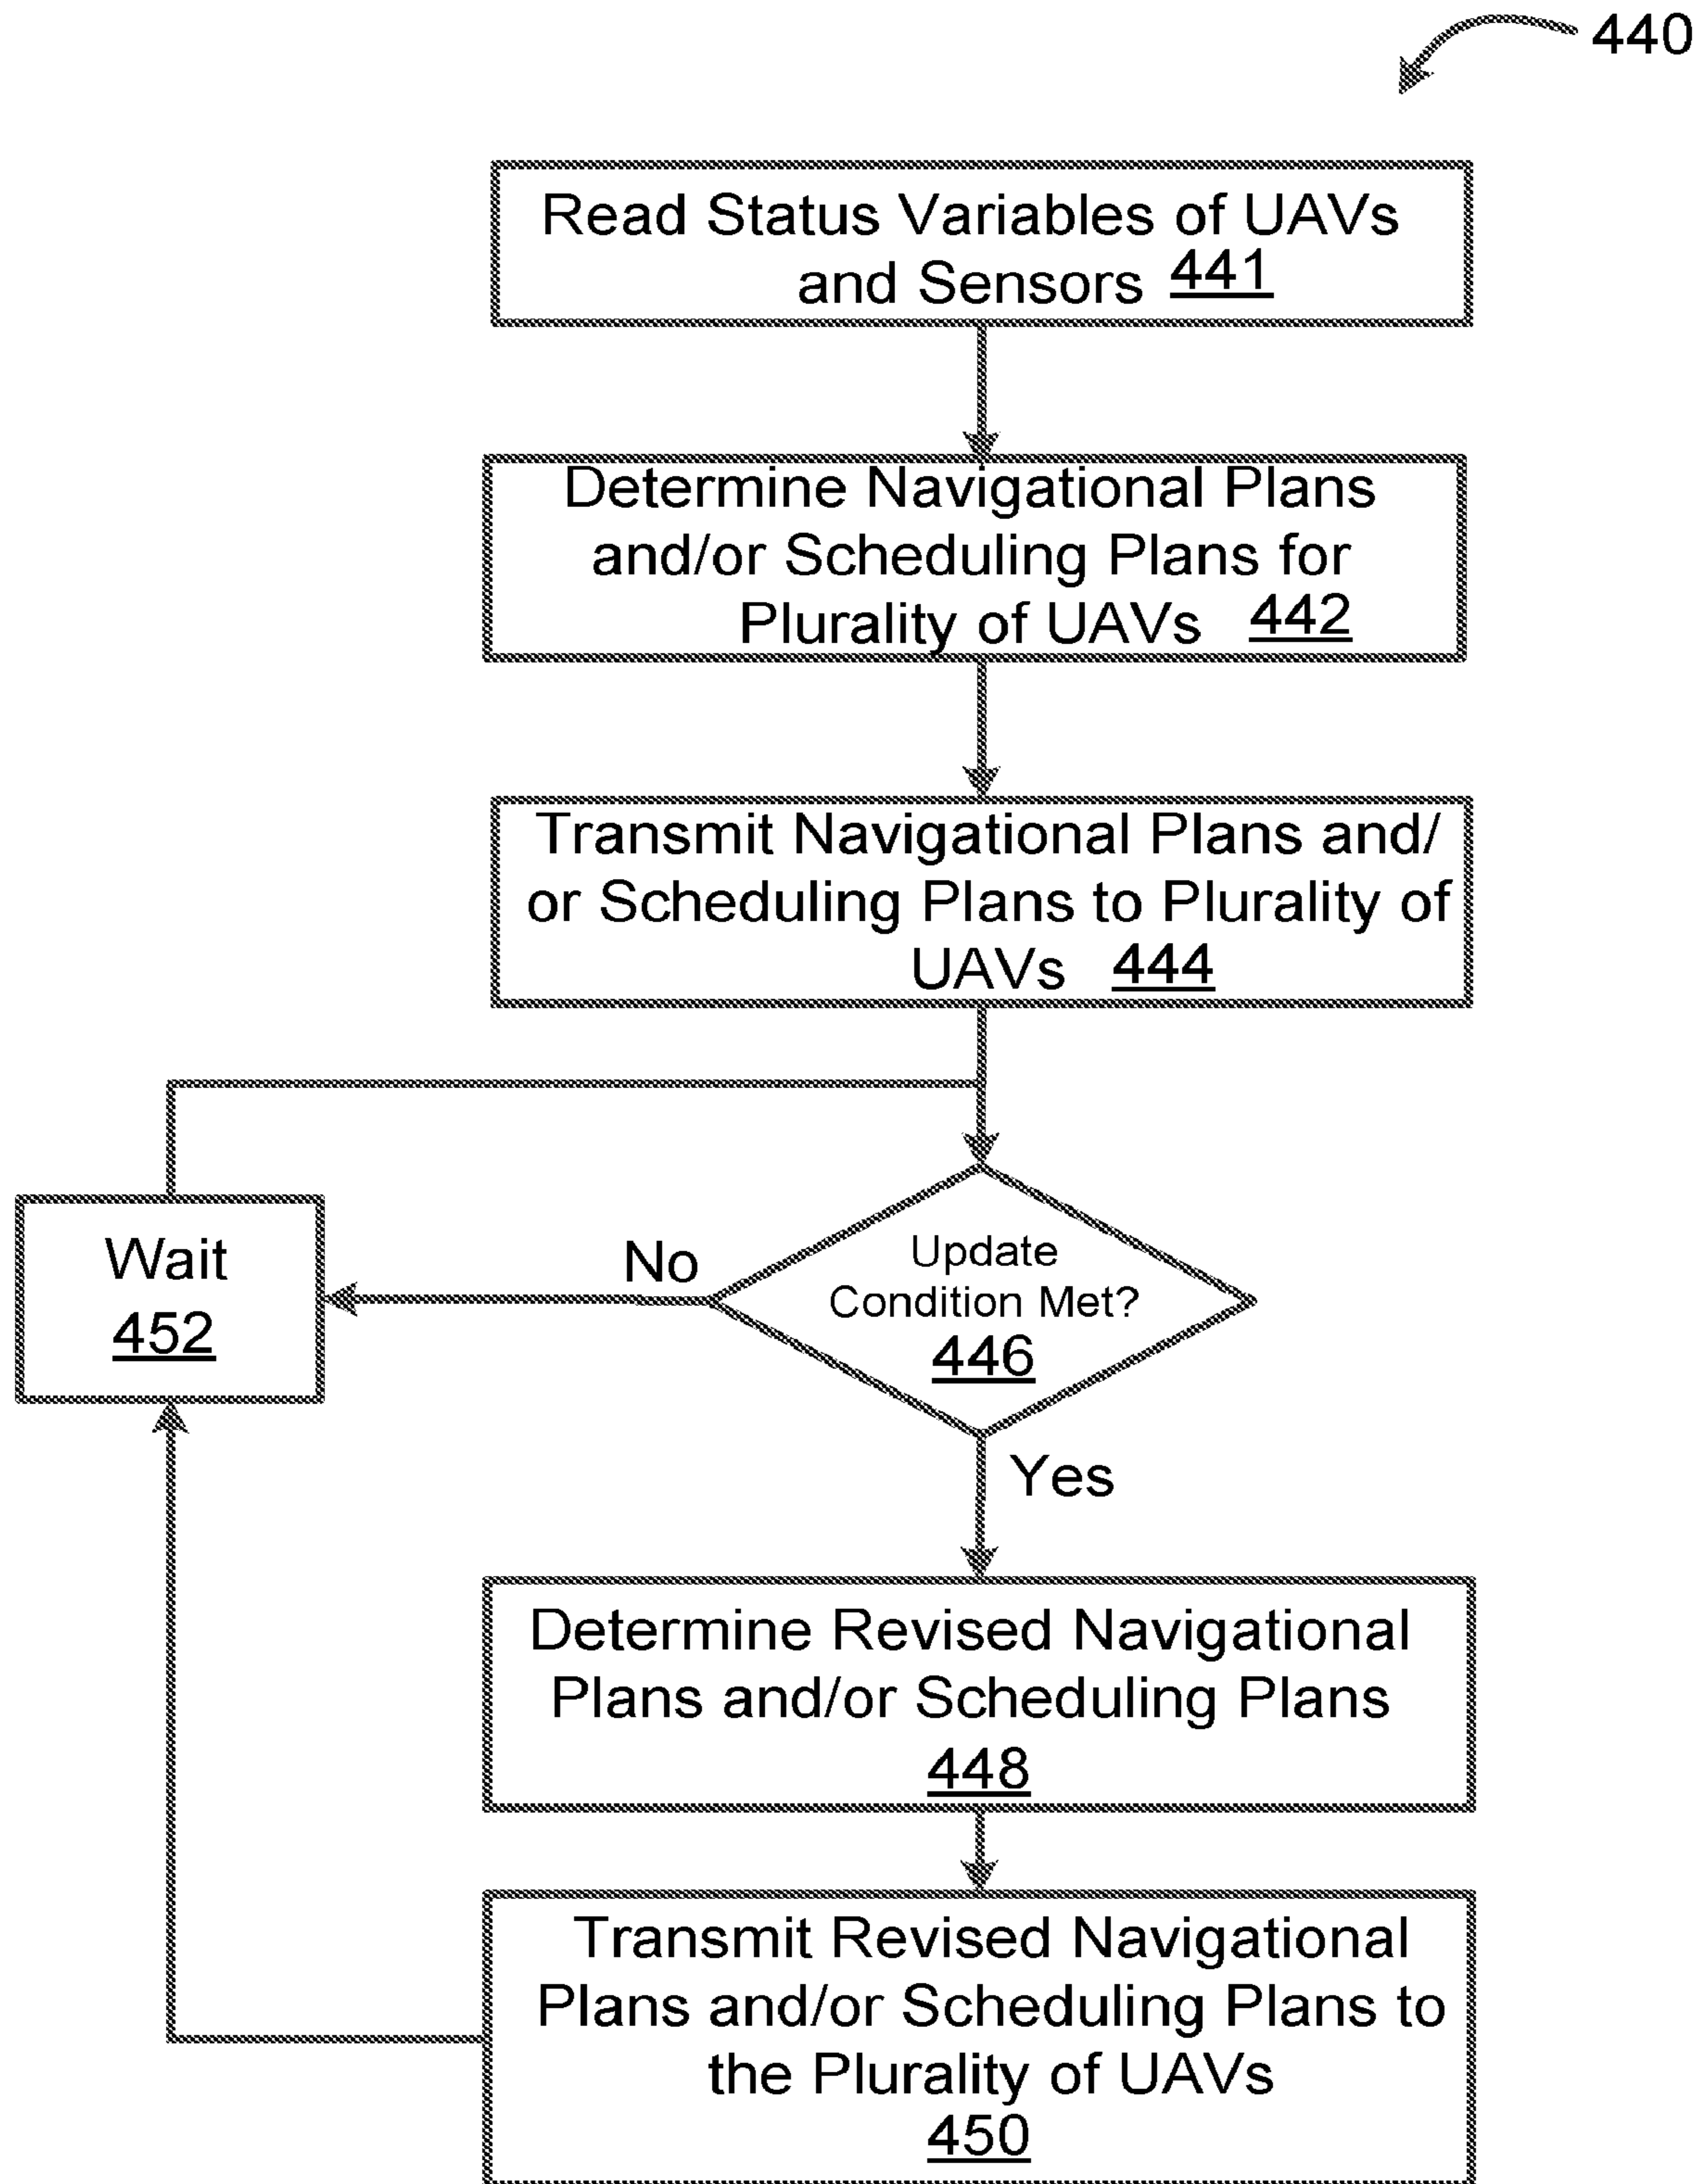 440
Read Status Variables of UAVs
and Sensors 441
Determine Navigational Plans
and/or Scheduling Plans for
Plurality of UAVs 442
Transmit Navigational Plans and/
or Scheduling Plans to Plurality of
UAVs 444
Update
Condition Met?
446
No
Wait
452
Yes
Determine Revised Navigational
Plans and/or Scheduling Plans
448
Transmit Revised Navigational
Plans and/or Scheduling Plans to
the Plurality of UAVs
450